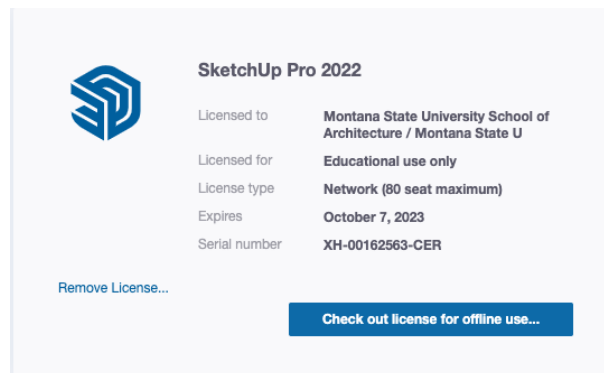 SketchUp Pro 2022
Licensed to Montana State University School of
Architecture / Montana State U
Licensed for Educational use only
License type Network (80 seat maximum)
Expires October 7, 2023
Serial number XH-00162563-CER
Remove License...
Check out license for offline use...